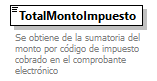 TotalMontoImpuesto
Se obtiene de la sumatoria del
monto por código de impuesto
cobrado en el comprobante
electrónico